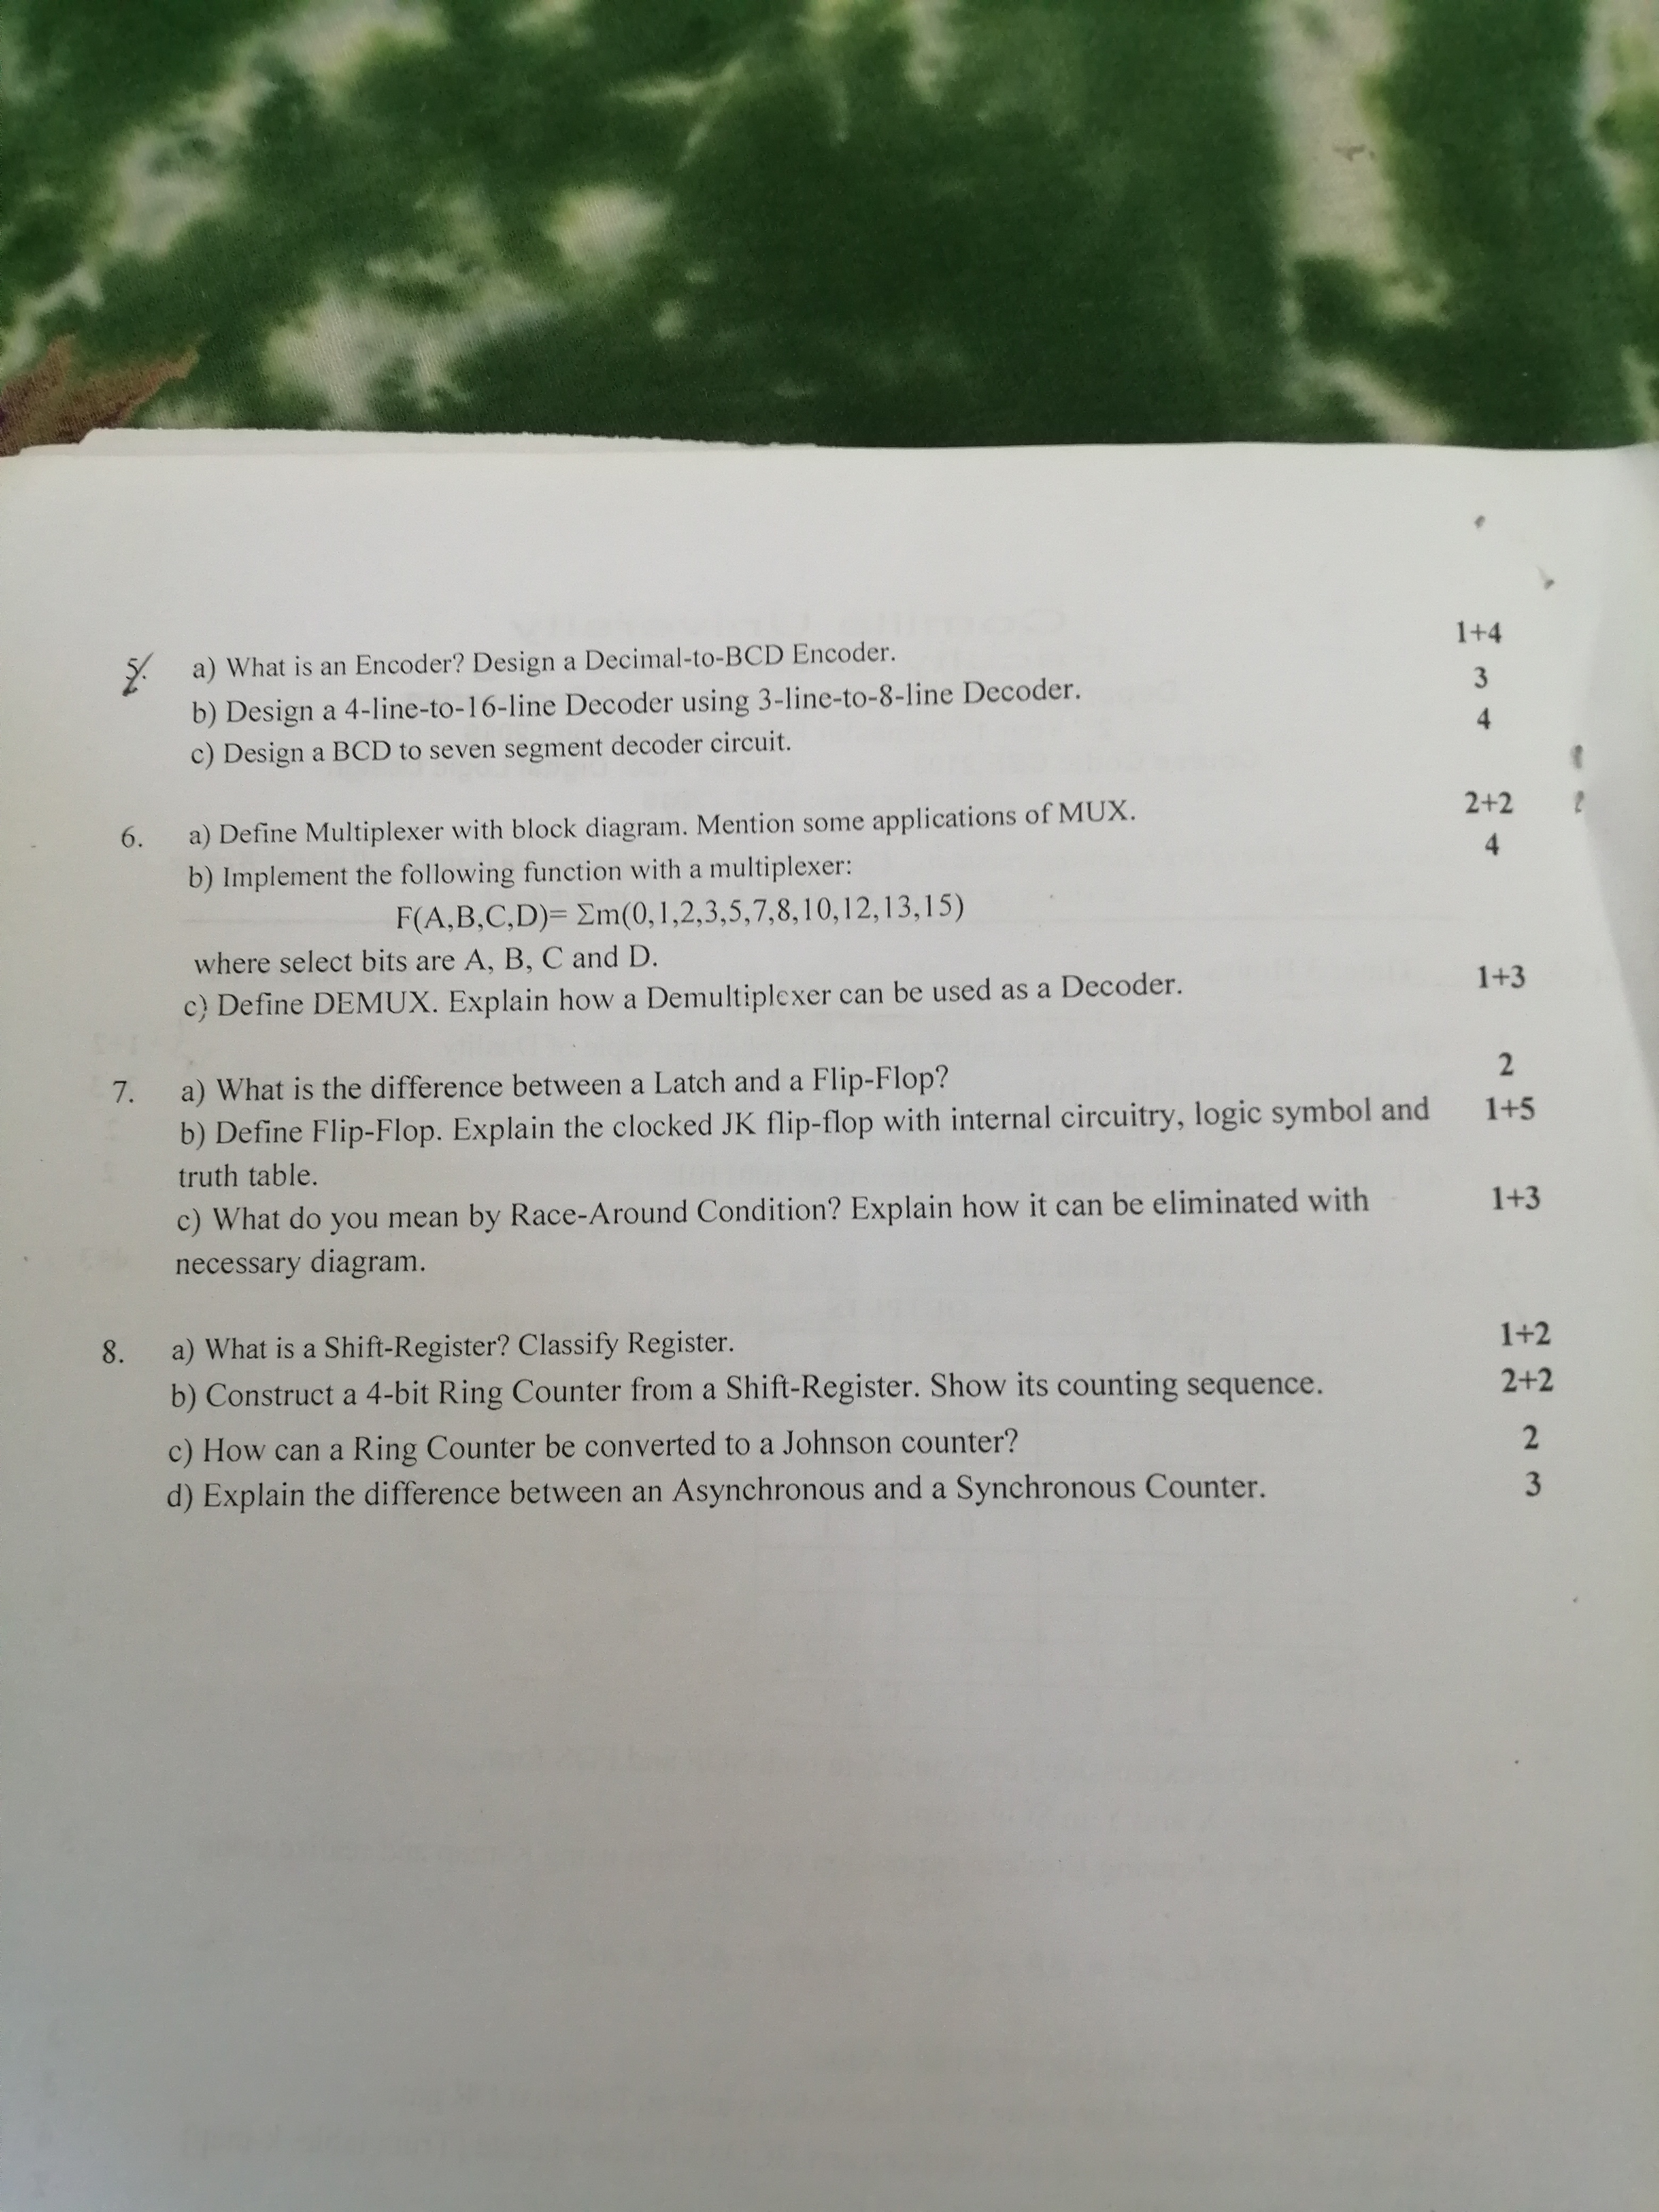 5. a) What is an Encoder? Design a Decimal-to-BCD Encoder. 1+4
b) Design a 4-line-to-16-line Decoder using 3-line-to-8-line Decoder. 3
c) Design a BCD to seven segment decoder circuit. 4
6. a) Define Multiplexer with block diagram. Mention some applications of MUX. 2+2
b) Implement the following function with a multiplexer: 4
F(A,B,C,D)= Σm(0,1,2,3,5,7,8,10,12,13,15)
where select bits are A, B, C and D.
c) Define DEMUX. Explain how a Demultiplexer can be used as a Decoder. 1+3
7. a) What is the difference between a Latch and a Flip-Flop? 2
b) Define Flip-Flop. Explain the clocked JK flip-flop with internal circuitry, logic symbol and 1+5
truth table.
c) What do you mean by Race-Around Condition? Explain how it can be eliminated with 1+3
necessary diagram.
8. a) What is a Shift-Register? Classify Register. 1+2
b) Construct a 4-bit Ring Counter from a Shift-Register. Show its counting sequence. 2+2
c) How can a Ring Counter be converted to a Johnson counter? 2
d) Explain the difference between an Asynchronous and a Synchronous Counter. 3